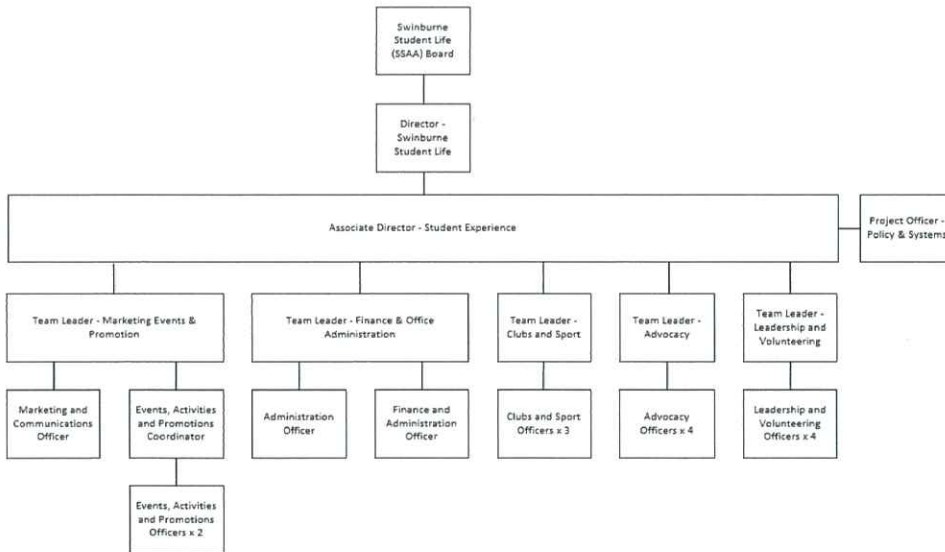 Swinburne
Student Life
(SSAA) Board
Director -
Swinburne
Student Life
Associate Director - Student Experience
Project Officer -
Policy & Systems
Team Leader - Marketing Events &
Promotion
Team Leader - Finance & Office
Administration
Team Leader -
Clubs and Sport
Team Leader -
Advocacy
Team Leader -
Leadership and
Volunteering
Marketing and
Communications
Officer
Events, Activities
and Promotions
Coordinator
Administration
Officer
Finance and
Administration
Officer
Clubs and Sport
Officers x 3
Advocacy
Officers x 4
Leadership and
Volunteering
Officers x 4
Events, Activities
and Promotions
Officers x 2